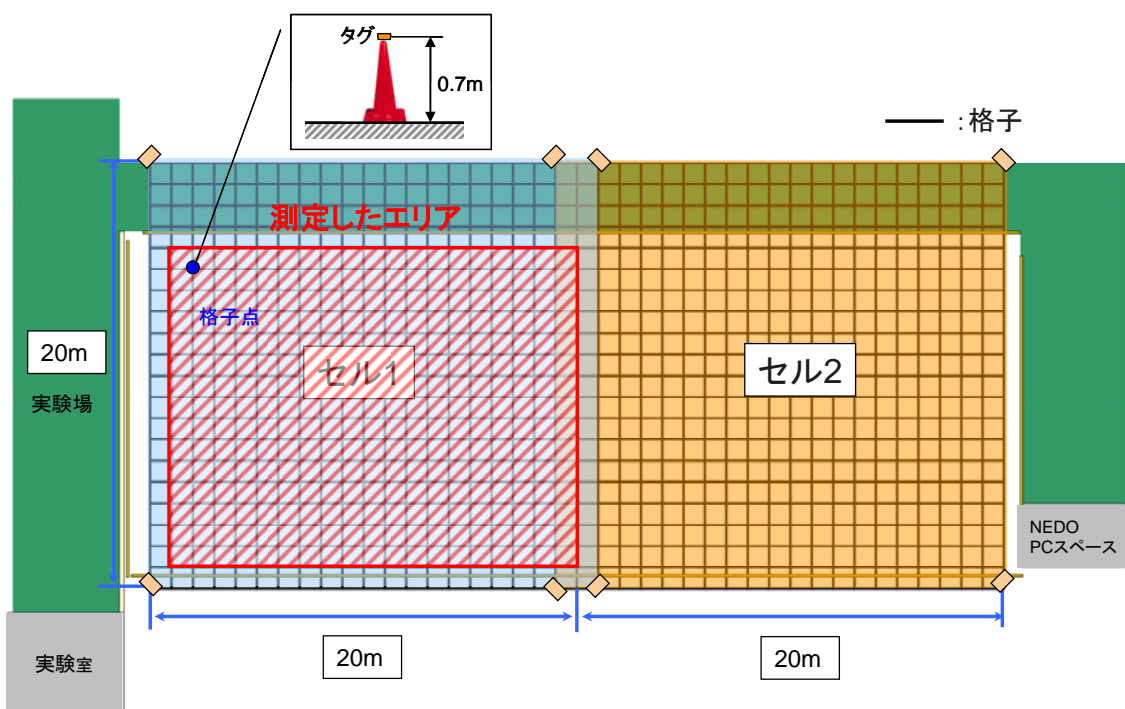 タグ
0.7m
: 格子
測定したエリア
格子点
20m
セル1
セル2
実験場
NEDO
PCスペース
20m
20m
実験室